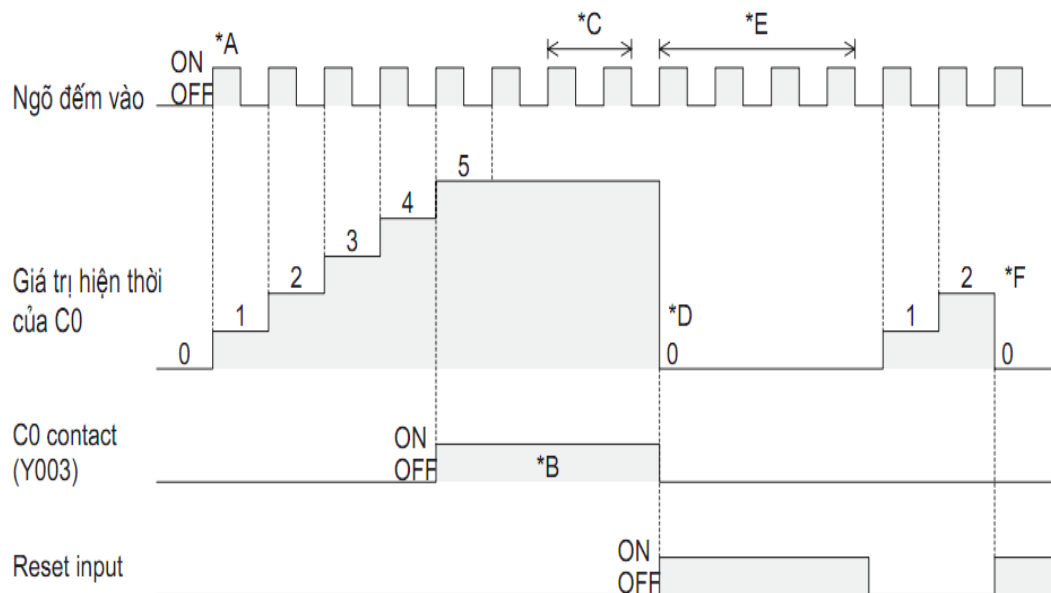 *A
*C
*E
ON
OFF
Ngõ đếm vào
5
4
3
2
1
0
Giá trị hiện thời
của C0
*D
0
1
2
*F
0
C0 contact
(Y003)
ON
OFF
*B
Reset input
ON
OFF